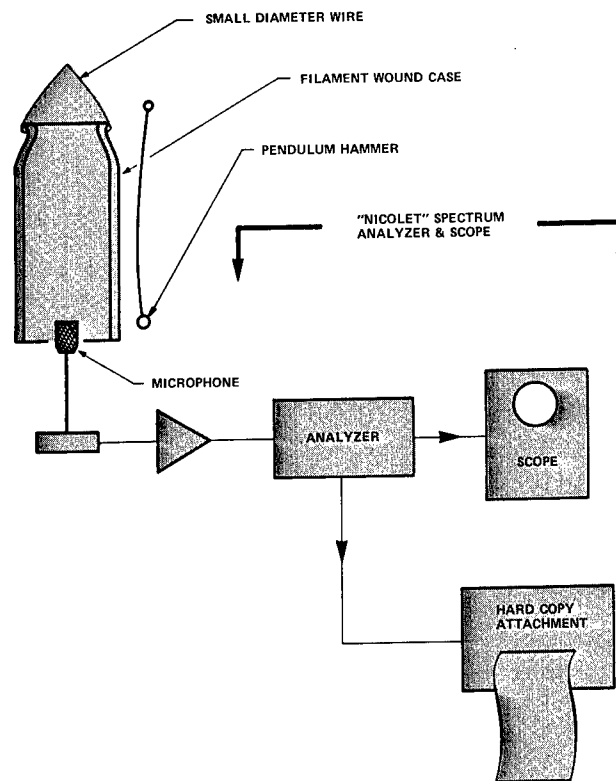 SMALL DIAMETER WIRE
FILAMENT WOUND CASE
PENDULUM HAMMER
"NICOLET" SPECTRUM
ANALYZER & SCOPE
MICROPHONE
ANALYZER
SCOPE
HARD COPY
ATTACHMENT